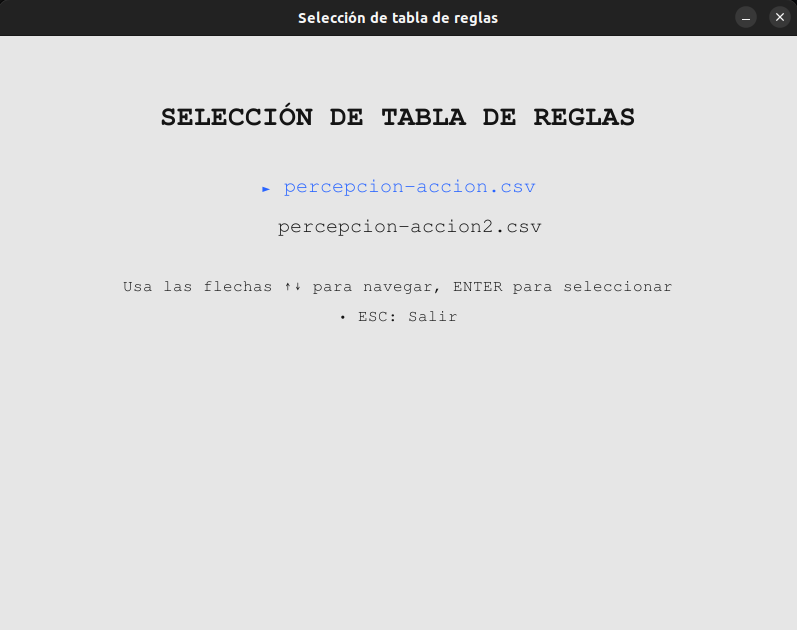 Selección de tabla de reglas
SELECCIÓN DE TABLA DE REGLAS
► percepcion-accion.csv
percepcion-accion2.csv
Usa las flechas ↑↓ para navegar, ENTER para seleccionar
• ESC: Salir